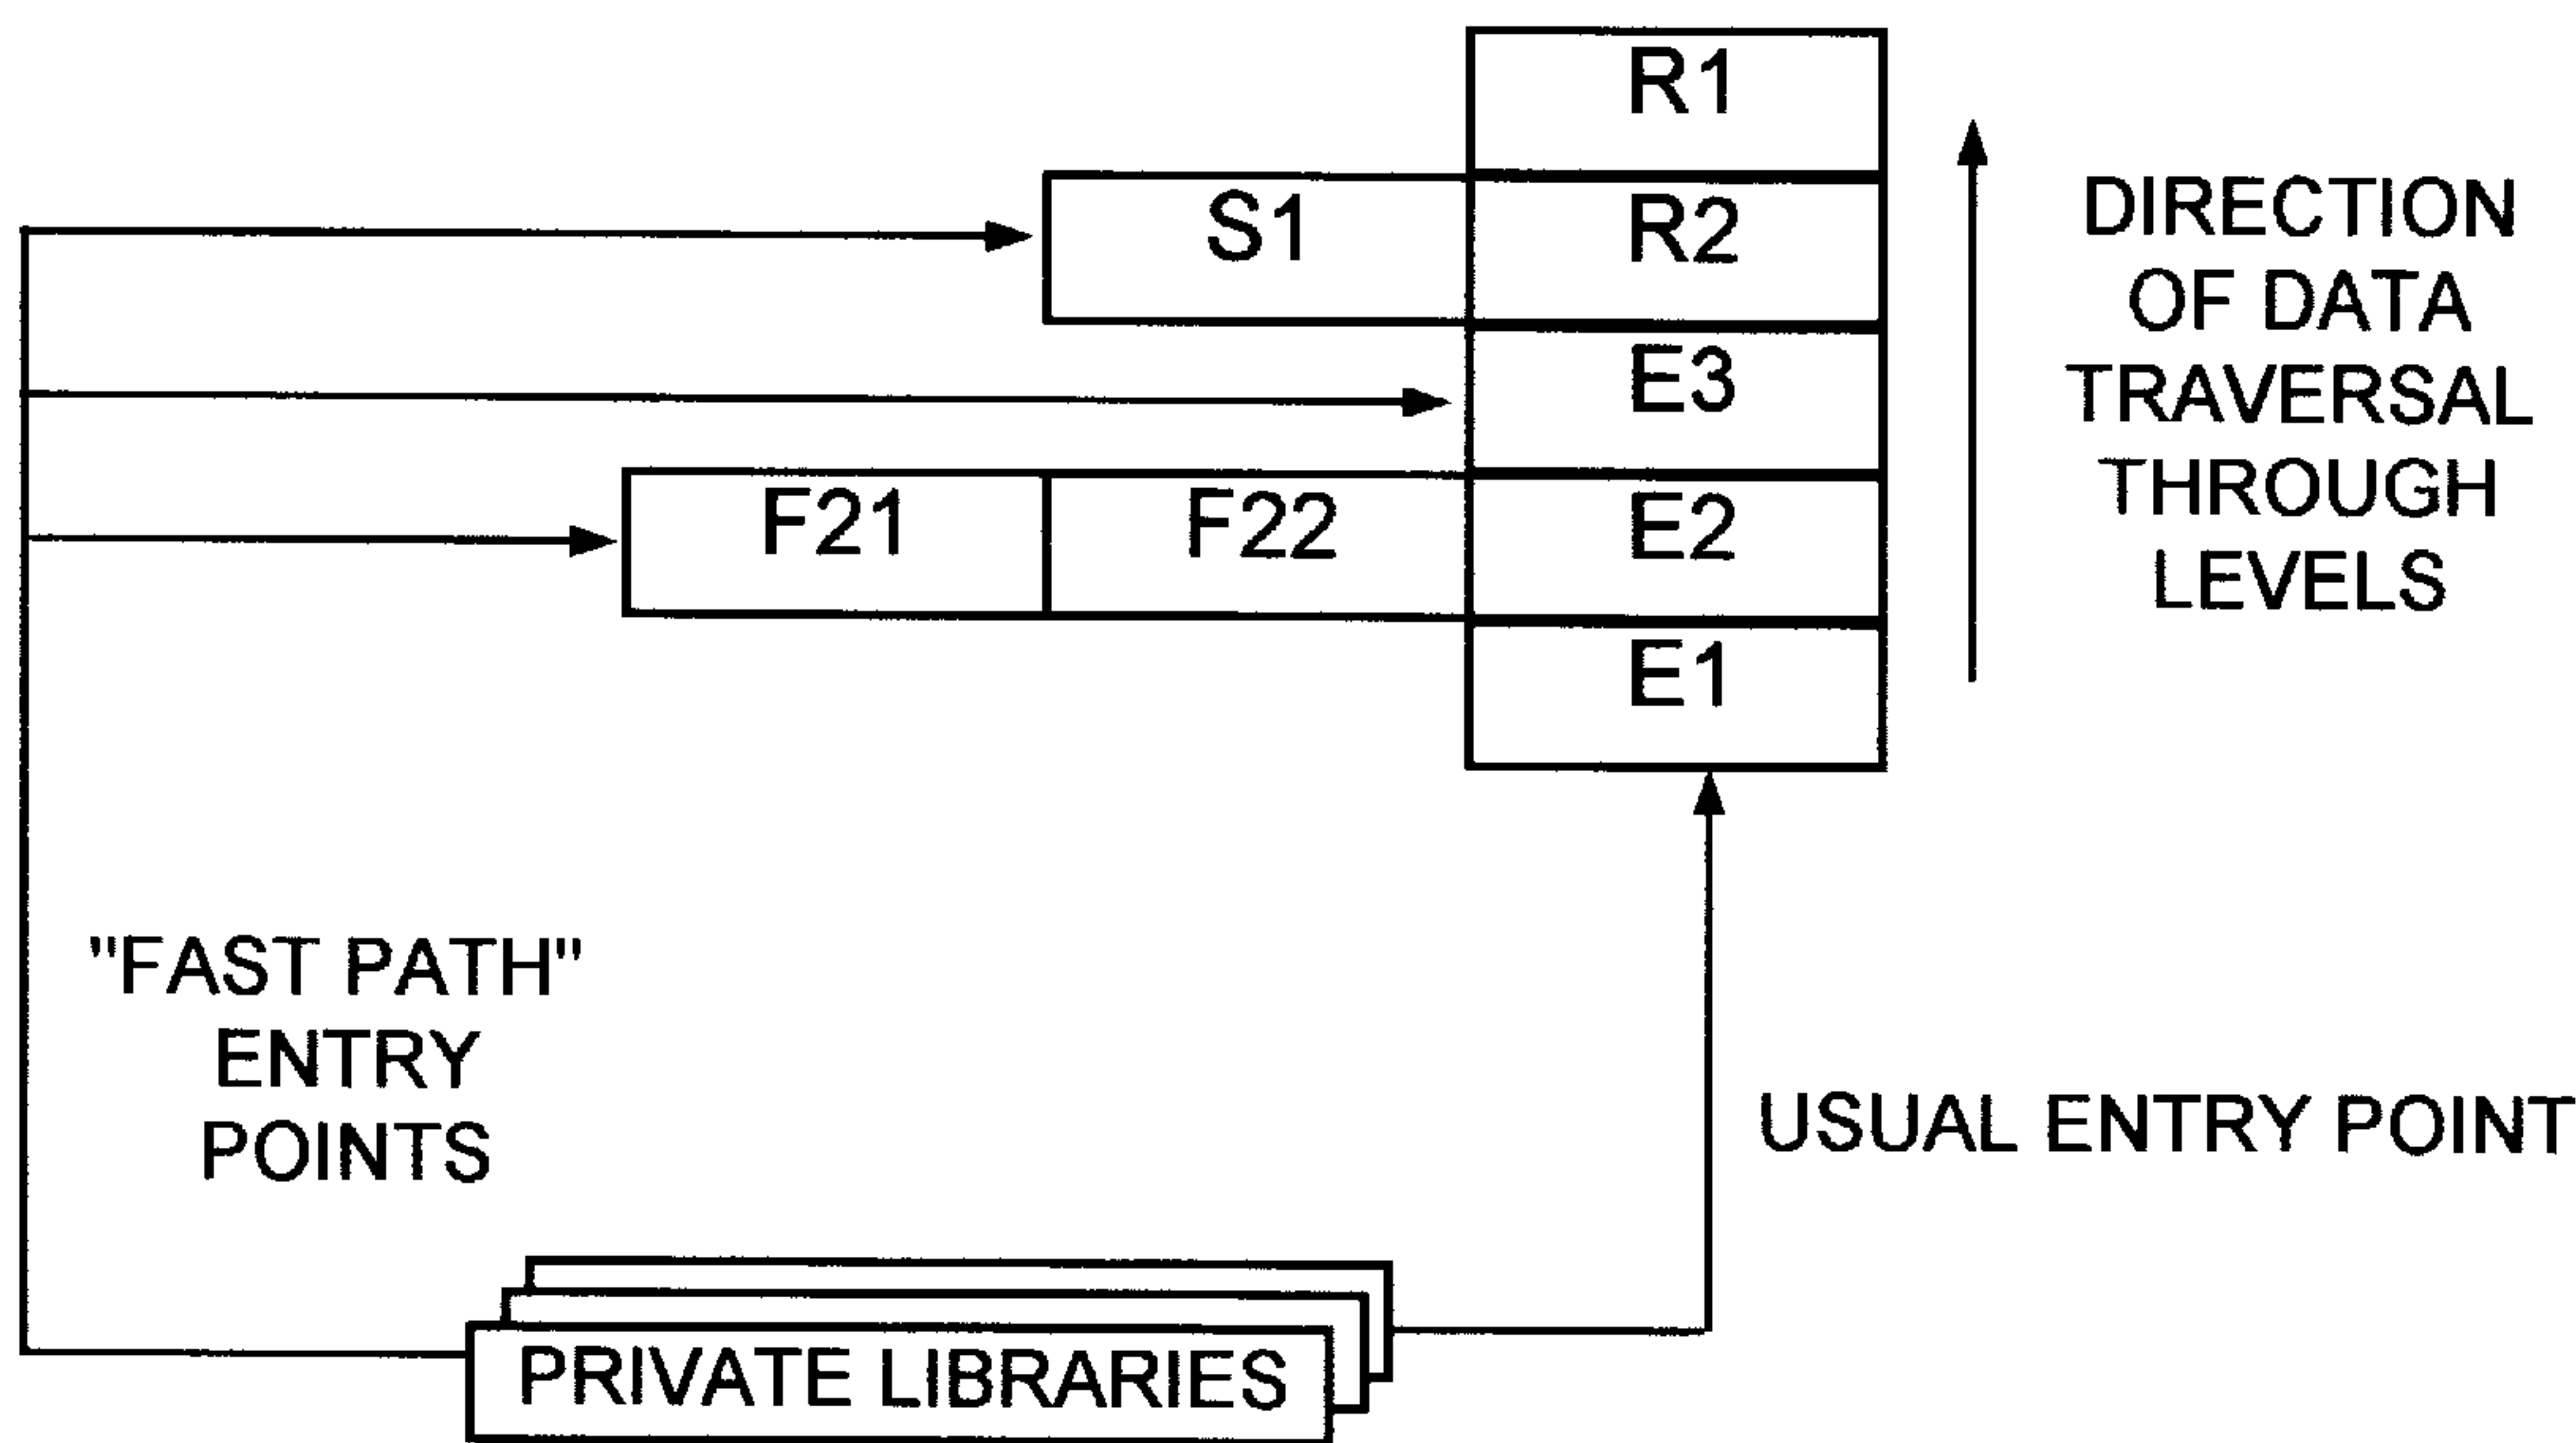 R1
S1
R2
E3
F21
F22
E2
E1
DIRECTION
OF DATA
TRAVERSAL
THROUGH
LEVELS
"FAST PATH"
ENTRY
POINTS
USUAL ENTRY POINT
PRIVATE LIBRARIES